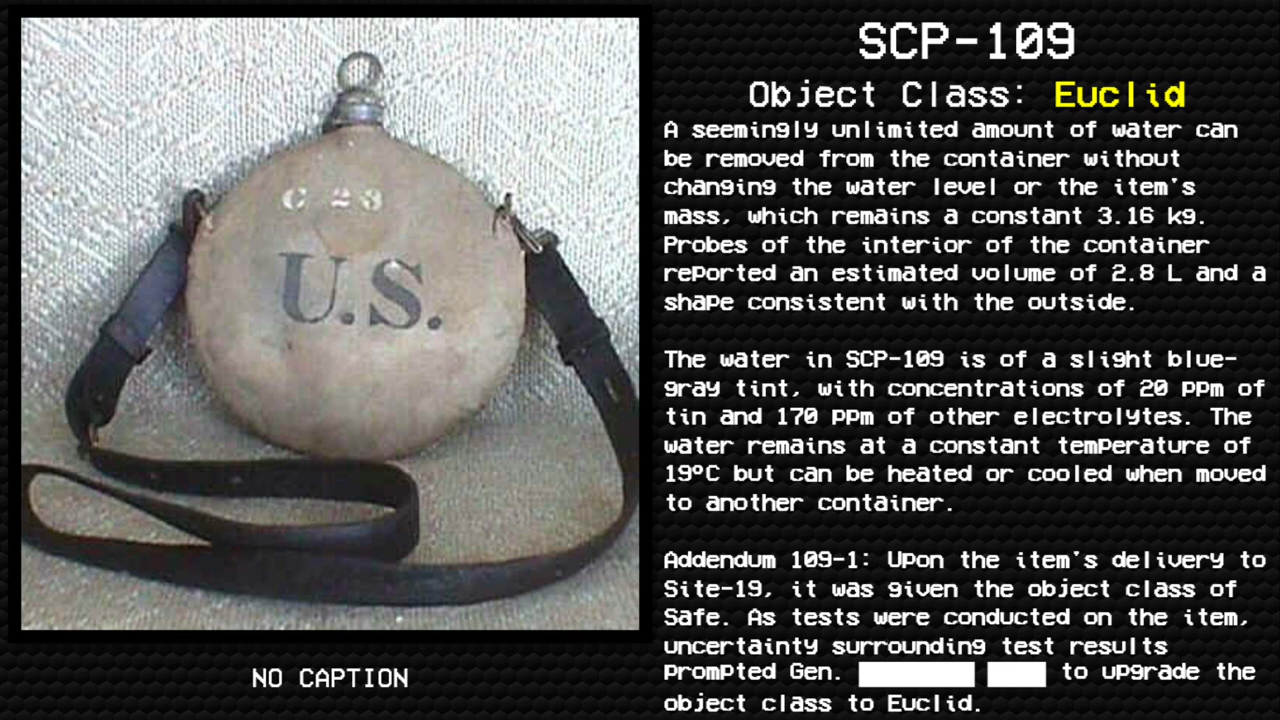 SCP-109
Object Class: Euclid
C 23
U.S.
A seemingly unlimited amount of water can
be removed from the container without
changing the water level or the item's
mass, which remains a constant 3.16 kg.
Probes of the interior of the container
reported an estimated volume of 2.8 L and a
shape consistent with the outside.
The water in SCP-109 is of a slight blue-
gray tint, with concentrations of 20 ppm of
tin and 170 ppm of other electrolytes. The
water remains at a constant temperature of
19°C but can be heated or cooled when moved
to another container.
Addendum 109-1: Upon the item's delivery to
Site-19, it was given the object class of
Safe. As tests were conducted on the item,
uncertainty surrounding test results
Prompted Gen. to upgrade the
object class to Euclid.
NO CAPTION